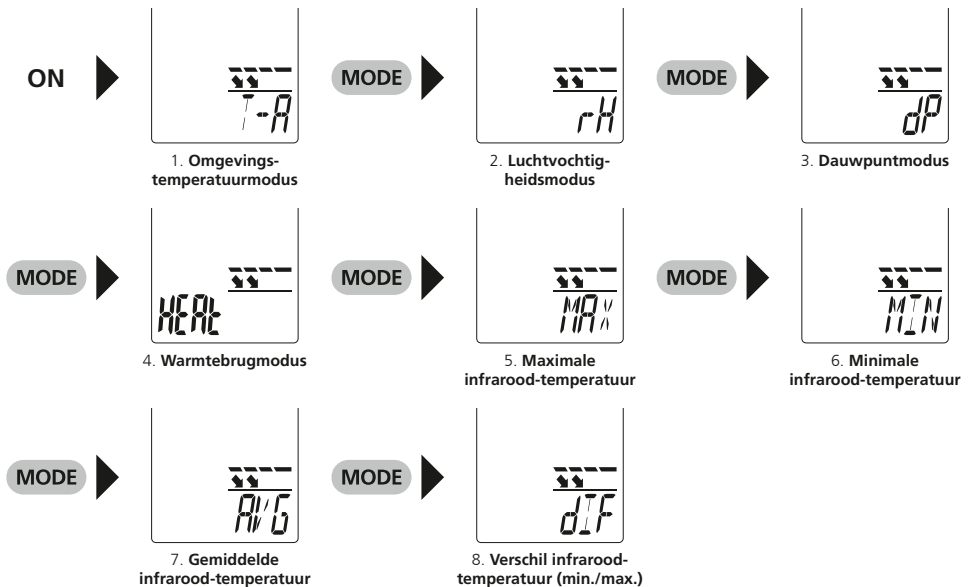 ON
T-A
1. Omgevings-
temperatuurmodus
MODE
rH
2. Luchtvochtig-
heidsmodus
MODE
dP
3. Dauwpuntmodus
MODE
HEAt
4. Warmtebrugmodus
MODE
MAX
5. Maximale
infrarood-temperatuur
MODE
MIN
6. Minimale
infrarood-temperatuur
MODE
AVG
7. Gemiddelde
infrarood-temperatuur
MODE
dIF
8. Verschil infrarood-
temperatuur (min./max.)